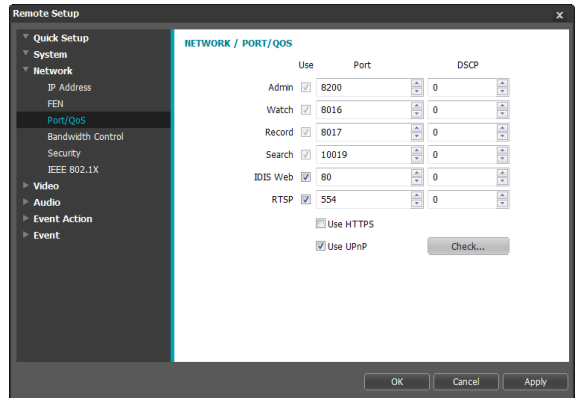 Remote Setup x
Quick Setup
System
Network
IP Address
FEN
Port/QoS
Bandwidth Control
Security
IEEE 802.1X
Video
Audio
Event Action
Event
NETWORK / PORT/QOS
Use Port DSCP
Admin 8200 0
Watch 8016 0
Record 8017 0
Search 10019 0
IDIS Web 80 0
RTSP 554 0
Use HTTPS
Use UPnP Check...
OK Cancel Apply